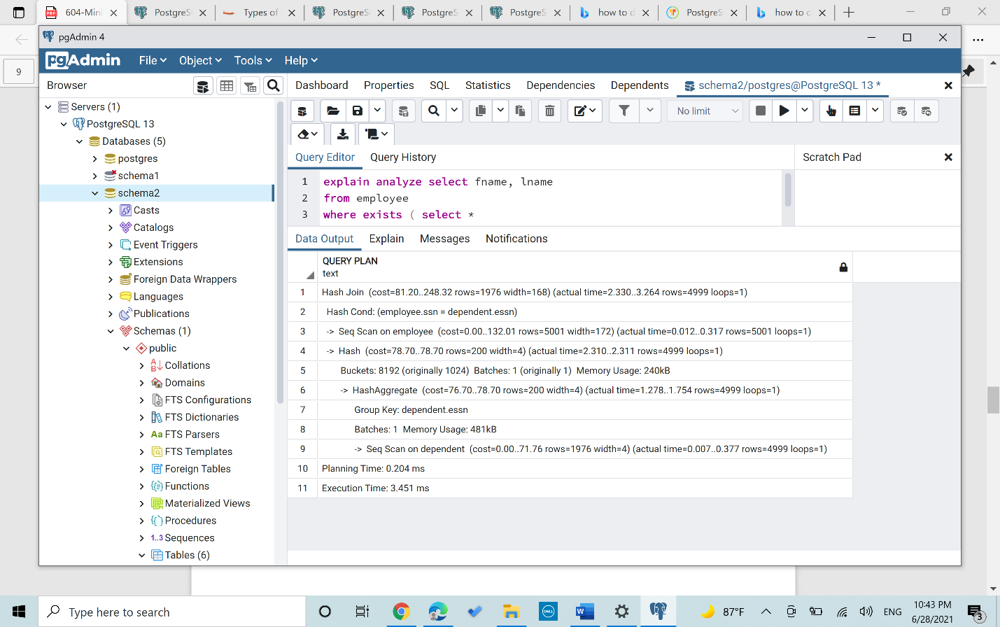 604-Mini
PostgreS
Types of
PostgreS
PostgreS
PostgreS
how to d
PostgreS
how to c
pgAdmin 4
pgAdmin
File
Object
Tools
Help
9
Browser
Dashboard
Properties
SQL
Statistics
Dependencies
Dependents
schema2/postgres@PostgreSQL 13 *
No limit
Servers (1)
PostgreSQL 13
Databases (5)
postgres
schema1
schema2
Casts
Catalogs
Event Triggers
Extensions
Foreign Data Wrappers
Languages
Publications
Schemas (1)
public
Collations
Domains
FTS Configurations
FTS Dictionaries
Aa FTS Parsers
FTS Templates
Foreign Tables
Functions
Materialized Views
Procedures
1..3 Sequences
Tables (6)
Query Editor
Query History
Scratch Pad
1 explain analyze select fname, lname
2 from employee
3 where exists ( select *
Data Output
Explain
Messages
Notifications
QUERY PLAN
text
1 Hash Join (cost=81.20..248.32 rows=1976 width=168) (actual time=2.330..3.264 rows=4999 loops=1)
2 Hash Cond: (employee.ssn = dependent.essn)
3 -> Seq Scan on employee (cost=0.00..132.01 rows=5001 width=172) (actual time=0.012..0.317 rows=5001 loops=1)
4 -> Hash (cost=78.70..78.70 rows=200 width=4) (actual time=2.310..2.311 rows=4999 loops=1)
5 Buckets: 8192 (originally 1024) Batches: 1 (originally 1) Memory Usage: 240kB
6 -> HashAggregate (cost=76.70..78.70 rows=200 width=4) (actual time=1.278..1.754 rows=4999 loops=1)
7 Group Key: dependent.essn
8 Batches: 1 Memory Usage: 481kB
9 -> Seq Scan on dependent (cost=0.00..71.76 rows=1976 width=4) (actual time=0.007..0.377 rows=4999 loops=1)
10 Planning Time: 0.204 ms
11 Execution Time: 3.451 ms
Type here to search
DELL
87°F
ENG
10:43 PM
6/28/2021
3